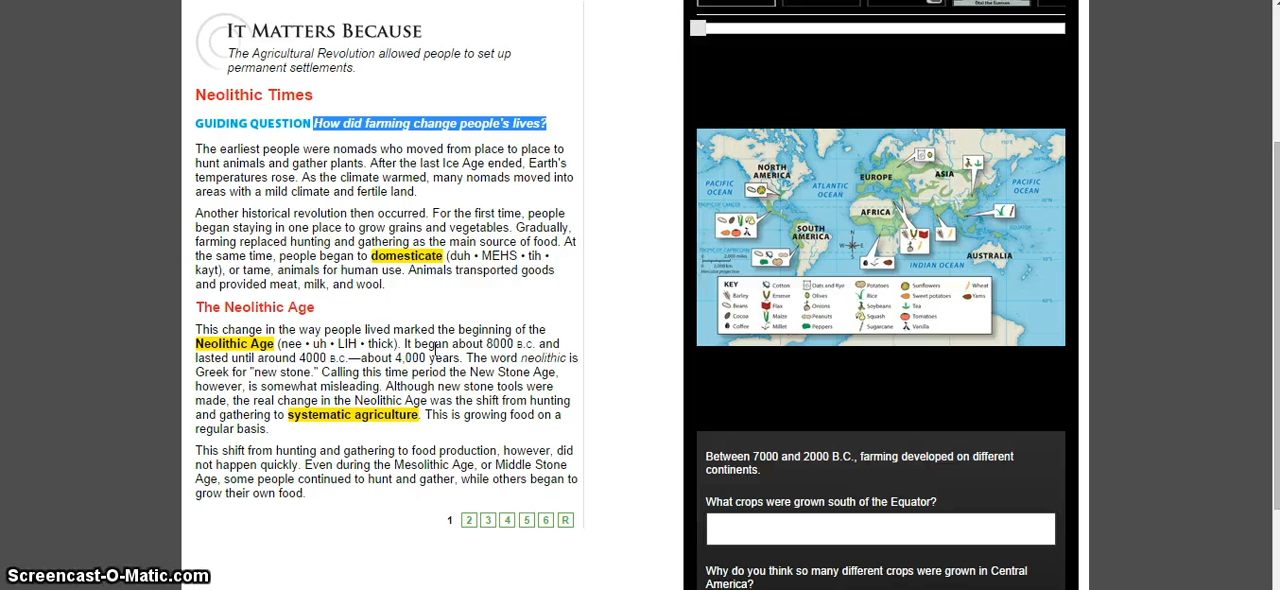 IT MATTERS BECAUSE
The Agricultural Revolution allowed people to set up
permanent settlements.
Neolithic Times
GUIDING QUESTION How did farming change people's lives?
The earliest people were nomads who moved from place to place to
hunt animals and gather plants. After the last Ice Age ended, Earth's
temperatures rose. As the climate warmed, many nomads moved into
areas with a mild climate and fertile land.
Another historical revolution then occurred. For the first time, people
began staying in one place to grow grains and vegetables. Gradually,
farming replaced hunting and gathering as the main source of food. At
the same time, people began to domesticate (duh • MEHS • tih •
kayt), or tame, animals for human use. Animals transported goods
and provided meat, milk, and wool.
The Neolithic Age
This change in the way people lived marked the beginning of the
Neolithic Age (nee • uh • LIH • thick). It began about 8000 B.C. and
lasted until around 4000 B.C.—about 4,000 years. The word neolithic is
Greek for "new stone." Calling this time period the New Stone Age,
however, is somewhat misleading. Although new stone tools were
made, the real change in the Neolithic Age was the shift from hunting
and gathering to systematic agriculture. This is growing food on a
regular basis.
This shift from hunting and gathering to food production, however, did
not happen quickly. Even during the Mesolithic Age, or Middle Stone
Age, some people continued to hunt and gather, while others began to
grow their own food.
1 2 3 4 5 6 R
NORTH
AMERICA
EUROPE
ASIA
PACIFIC
OCEAN
ATLANTIC
OCEAN
PACIFIC
OCEAN
AFRICA
SOUTH
AMERICA
INDIAN OCEAN
AUSTRALIA
KEY
Cotton Oats and Rye Potatoes Sunflowers Wheat
Barley Emmer Olives Rice Sweet potatoes Yams
Beans Flax Onions Soybeans Tea
Cocoa Maize Peanuts Squash Tomatoes
Coffee Millet Peppers Sugarcane Vanilla
Between 7000 and 2000 B.C., farming developed on different
continents.
What crops were grown south of the Equator?
Why do you think so many different crops were grown in Central
America?
Screencast-O-Matic.com